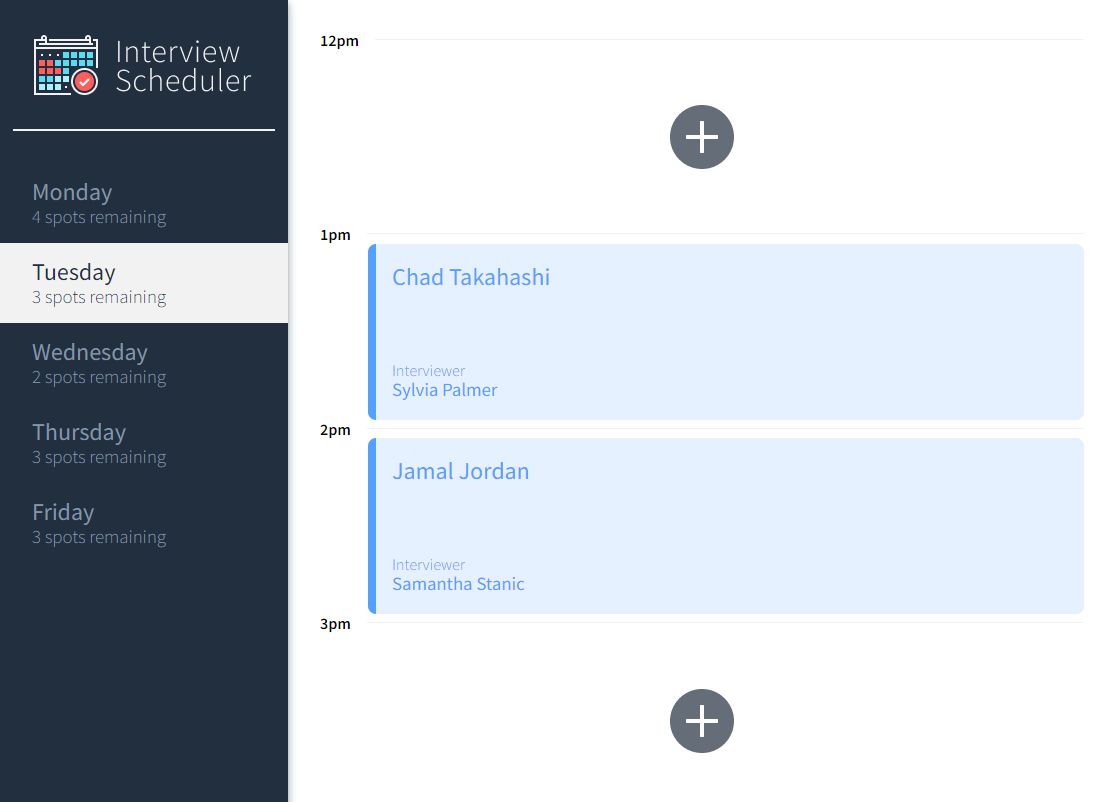 Interview
Scheduler
Monday
4 spots remaining
Tuesday
3 spots remaining
Wednesday
2 spots remaining
Thursday
3 spots remaining
Friday
3 spots remaining
12pm
1pm
Chad Takahashi
Interviewer
Sylvia Palmer
2pm
Jamal Jordan
Interviewer
Samantha Stanic
3pm